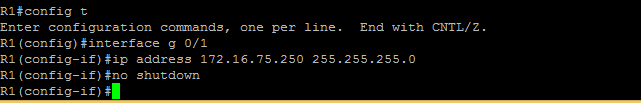 R1#config t
Enter configuration commands, one per line.  End with CNTL/Z.
R1(config)#interface g 0/1
R1(config-if)#ip address 172.16.75.250 255.255.255.0
R1(config-if)#no shutdown
R1(config-if)#